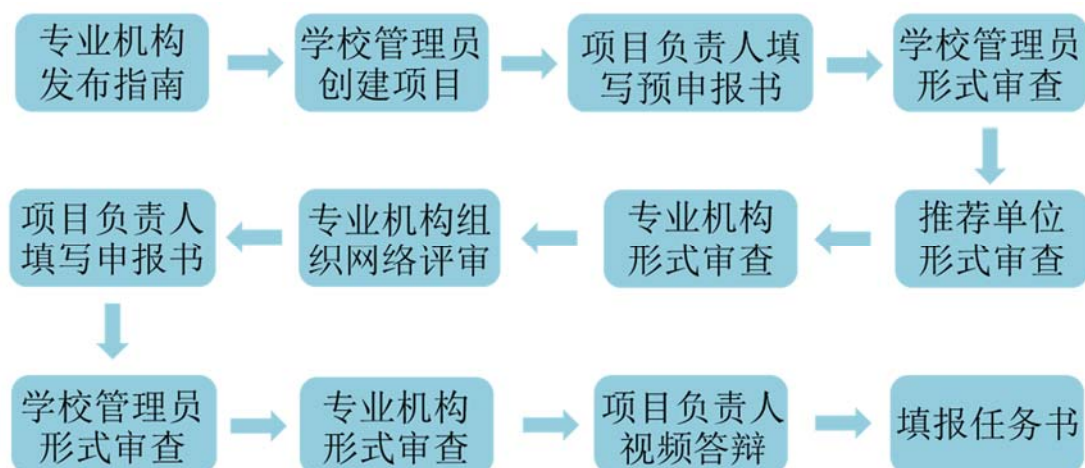 专业机构
发布指南
学校管理员
创建项目
项目负责人填
写预申报书
学校管理员
形式审查
推荐单位
形式审查
专业机构
形式审查
专业机构组
织网络评审
项目负责人
填写申报书
学校管理员
形式审查
专业机构
形式审查
项目负责人
视频答辩
填报任务书